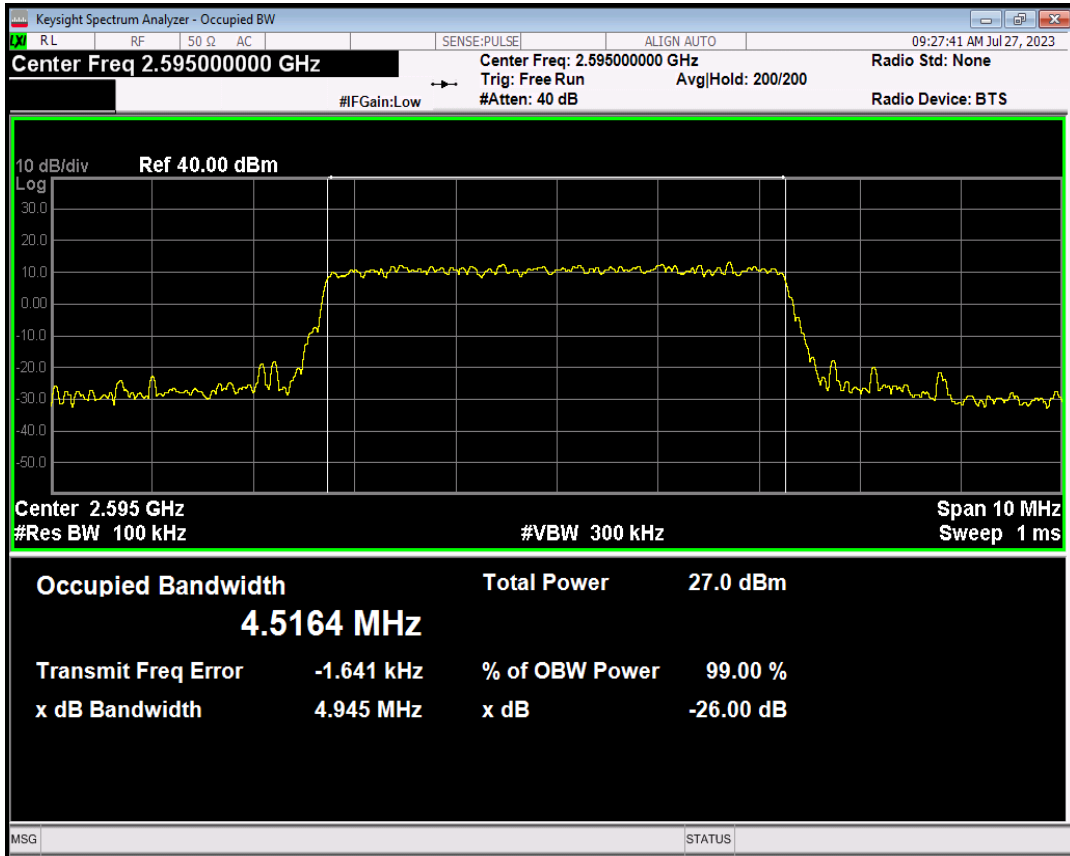 Keysight Spectrum Analyzer - Occupied BW
LXI RL RF 50 Ω AC SENSE:PULSE ALIGN AUTO 09:27:41 AM Jul 27, 2023
Center Freq 2.595000000 GHz Center Freq: 2.595000000 GHz Radio Std: None
Trig: Free Run Avg|Hold: 200/200
#IFGain:Low #Atten: 40 dB Radio Device: BTS
10 dB/div Ref 40.00 dBm
Log
30.0
20.0
10.0
0.00
-10.0
-20.0
-30.0
-40.0
-50.0
Center 2.595 GHz Span 10 MHz
#Res BW 100 kHz #VBW 300 kHz Sweep 1 ms
Occupied Bandwidth Total Power 27.0 dBm
4.5164 MHz
Transmit Freq Error -1.641 kHz % of OBW Power 99.00 %
x dB Bandwidth 4.945 MHz x dB -26.00 dB
MSG STATUS